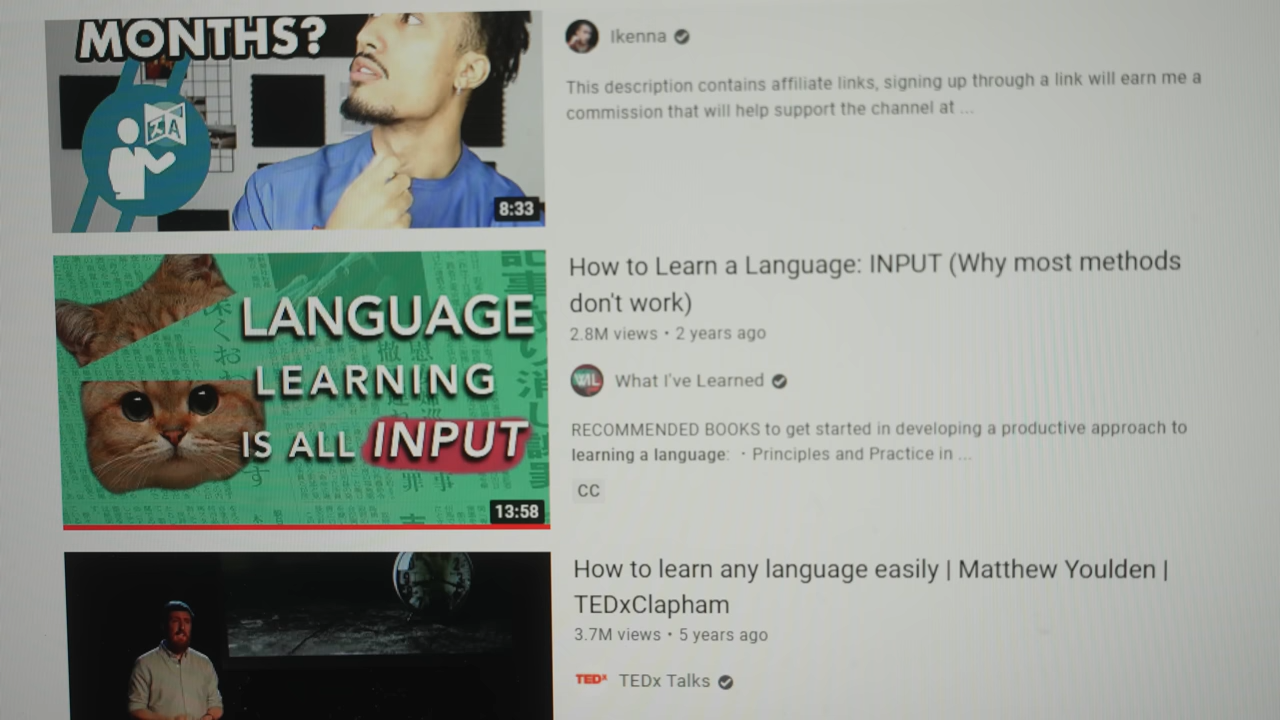 MONTHS?
8:33
Ikenna
This description contains affiliate links, signing up through a link will earn me a
commission that will help support the channel at ...
LANGUAGE
LEARNING
IS ALL INPUT
13:58
How to Learn a Language: INPUT (Why most methods
don't work)
2.8M views • 2 years ago
WIL
What I've Learned
RECOMMENDED BOOKS to get started in developing a productive approach to
learning a language: · Principles and Practice in ...
CC
How to learn any language easily | Matthew Youlden |
TEDxClapham
3.7M views • 5 years ago
TEDx
TEDx Talks